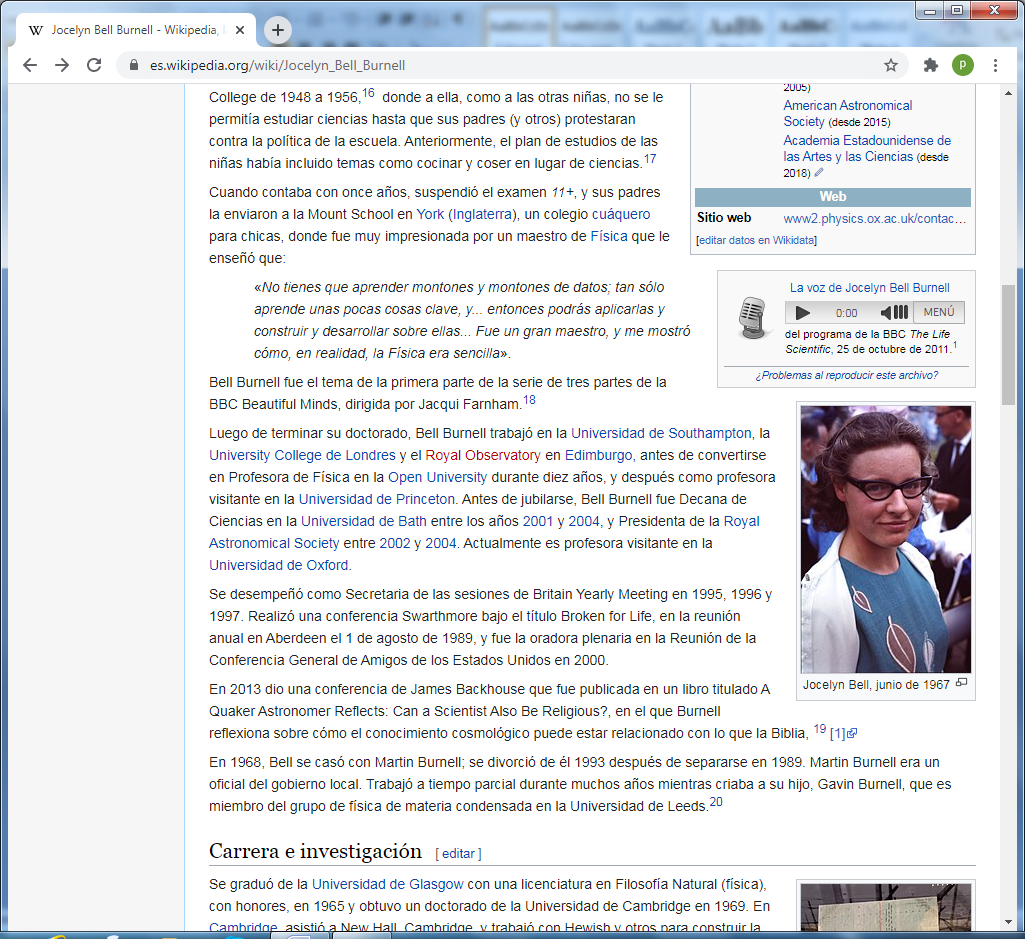 Jocelyn Bell Burnell - Wikipedia,
es.wikipedia.org/wiki/Jocelyn_Bell_Burnell
P
College de 1948 a 1956,16 donde a ella, como a las otras niñas, no se le
permitía estudiar ciencias hasta que sus padres (y otros) protestaran
contra la política de la escuela. Anteriormente, el plan de estudios de las
niñas había incluido temas como cocinar y coser en lugar de ciencias.17
Cuando contaba con once años, suspendió el examen 11+, y sus padres
la enviaron a la Mount School en York (Inglaterra), un colegio cuáquero
para chicas, donde fue muy impresionada por un maestro de Física que le
enseñó que:
«No tienes que aprender montones y montones de datos; tan sólo
aprende unas pocas cosas clave, y... entonces podrás aplicarlas y
construir y desarrollar sobre ellas... Fue un gran maestro, y me mostró
cómo, en realidad, la Física era sencilla».
Bell Burnell fue el tema de la primera parte de la serie de tres partes de la
BBC Beautiful Minds, dirigida por Jacqui Farnham.18
Luego de terminar su doctorado, Bell Burnell trabajó en la Universidad de Southampton, la
University College de Londres y el Royal Observatory en Edimburgo, antes de convertirse
en Profesora de Física en la Open University durante diez años, y después como profesora
visitante en la Universidad de Princeton. Antes de jubilarse, Bell Burnell fue Decana de
Ciencias en la Universidad de Bath entre los años 2001 y 2004, y Presidenta de la Royal
Astronomical Society entre 2002 y 2004. Actualmente es profesora visitante en la
Universidad de Oxford.
Se desempeñó como Secretaria de las sesiones de Britain Yearly Meeting en 1995, 1996 y
1997. Realizó una conferencia Swarthmore bajo el título Broken for Life, en la reunión
anual en Aberdeen el 1 de agosto de 1989, y fue la oradora plenaria en la Reunión de la
Conferencia General de Amigos de los Estados Unidos en 2000.
En 2013 dio una conferencia de James Backhouse que fue publicada en un libro titulado A
Quaker Astronomer Reflects: Can a Scientist Also Be Religious?, en el que Burnell
reflexiona sobre cómo el conocimiento cosmológico puede estar relacionado con lo que la Biblia, 19 [1]
En 1968, Bell se casó con Martin Burnell; se divorció de él 1993 después de separarse en 1989. Martin Burnell era un
oficial del gobierno local. Trabajó a tiempo parcial durante muchos años mientras criaba a su hijo, Gavin Burnell, que es
miembro del grupo de física de materia condensada en la Universidad de Leeds.20
Carrera e investigación [ editar ]
Se graduó de la Universidad de Glasgow con una licenciatura en Filosofía Natural (física),
con honores, en 1965 y obtuvo un doctorado de la Universidad de Cambridge en 1969. En
Cambridge, asistió a New Hall, Cambridge, y trabajó con Hewish y otros para construir la
2005)
American Astronomical
Society (desde 2015)
Academia Estadounidense de
las Artes y las Ciencias (desde
2018)
Web
Sitio web www2.physics.ox.ac.uk/contac...
[editar datos en Wikidata]
La voz de Jocelyn Bell Burnell
0:00 MENÚ
del programa de la BBC The Life
Scientific, 25 de octubre de 2011.1
¿Problemas al reproducir este archivo?
Jocelyn Bell, junio de 1967